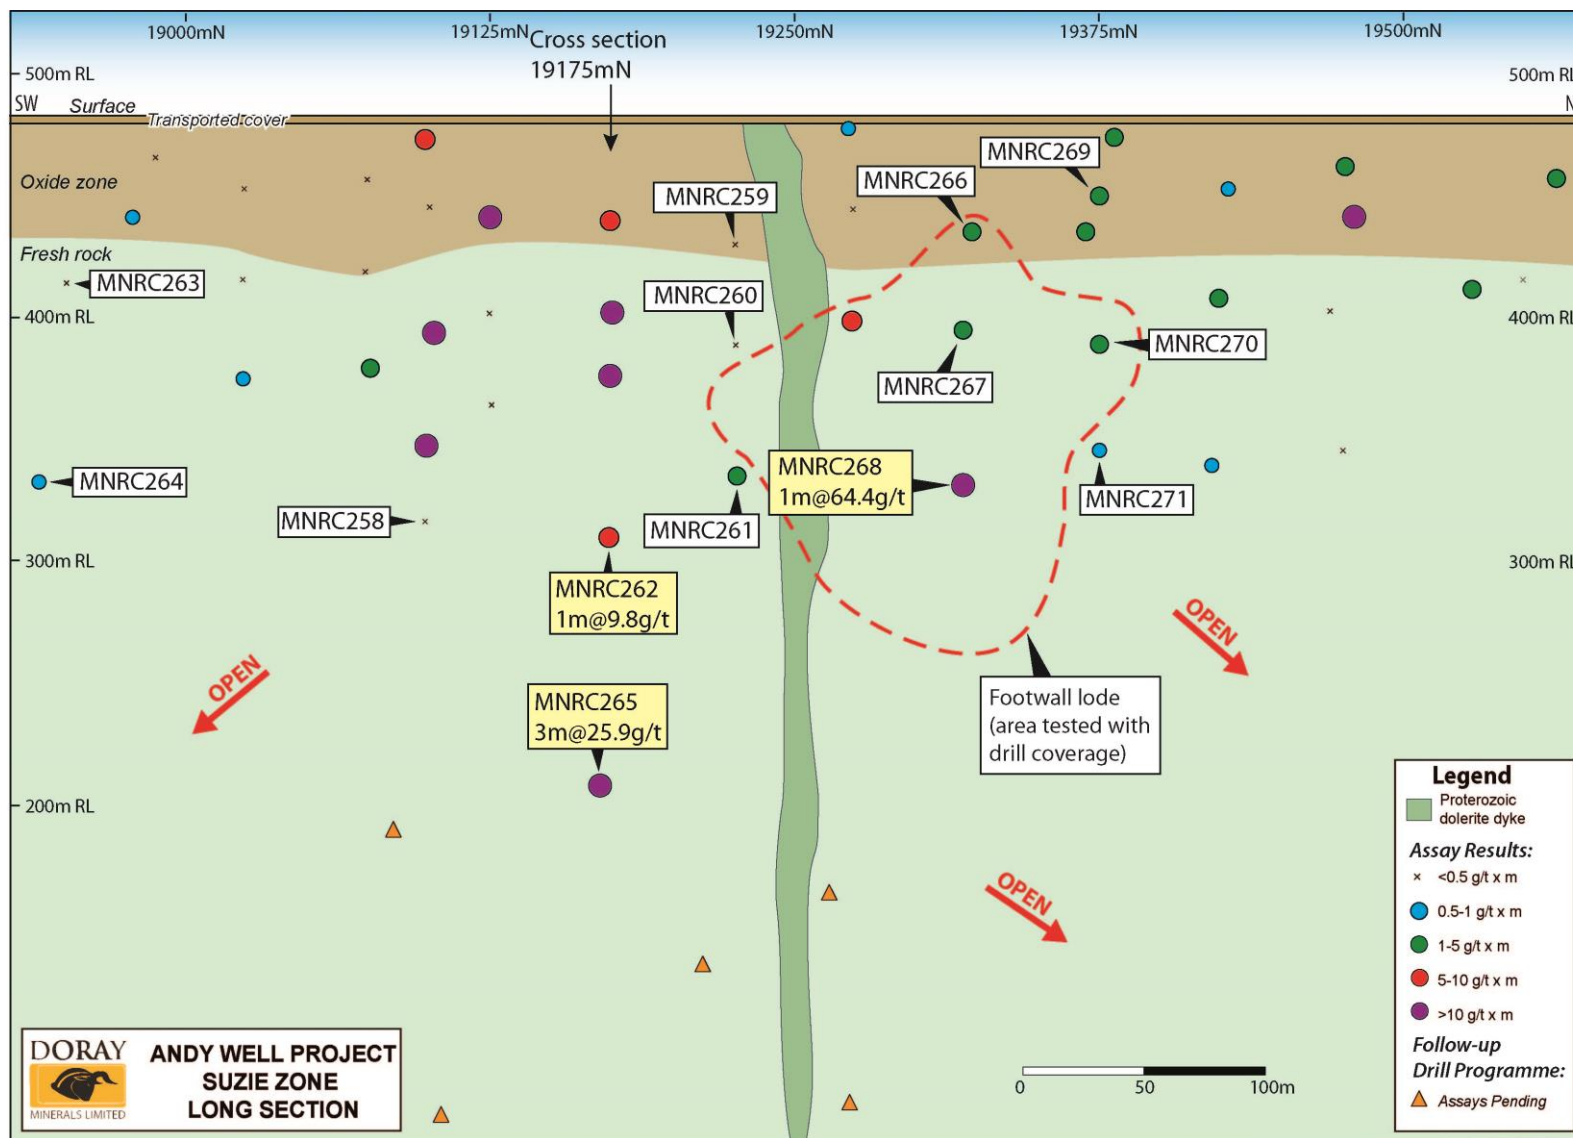 19000mN
19125mN
19250mN
19375mN
19500mN
Cross section
19175mN
500m RL
500m RL
SW
Surface
N
Transported cover
Oxide zone
MNRC259
MNRC266
MNRC269
Fresh rock
MNRC263
MNRC260
400m RL
400m RL
MNRC270
MNRC267
MNRC264
MNRC258
MNRC261
MNRC268
1m@64.4g/t
MNRC271
300m RL
300m RL
MNRC262
1m@9.8g/t
OPEN
OPEN
MNRC265
3m@25.9g/t
Footwall lode
(area tested with
drill coverage)
200m RL
OPEN
Legend
Proterozoic
dolerite dyke
Assay Results:
<0.5 g/t x m
0.5-1 g/t x m
1-5 g/t x m
5-10 g/t x m
>10 g/t x m
Follow-up
Drill Programme:
Assays Pending
DORAY
MINERALS LIMITED
ANDY WELL PROJECT
SUZIE ZONE
LONG SECTION
0 50 100m